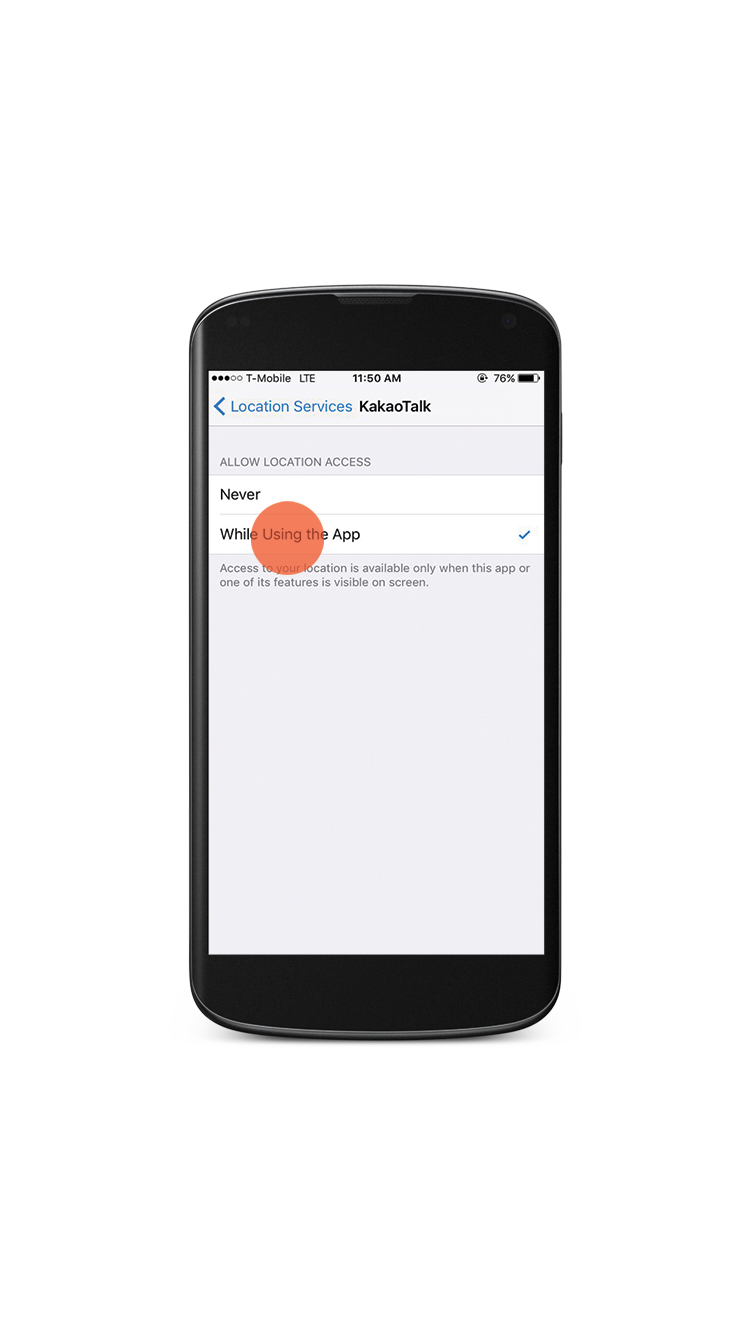 T-Mobile LTE 11:50 AM 76%
Location Services KakaoTalk
ALLOW LOCATION ACCESS
Never
While Using the App
Access to your location is available only when this app or
one of its features is visible on screen.